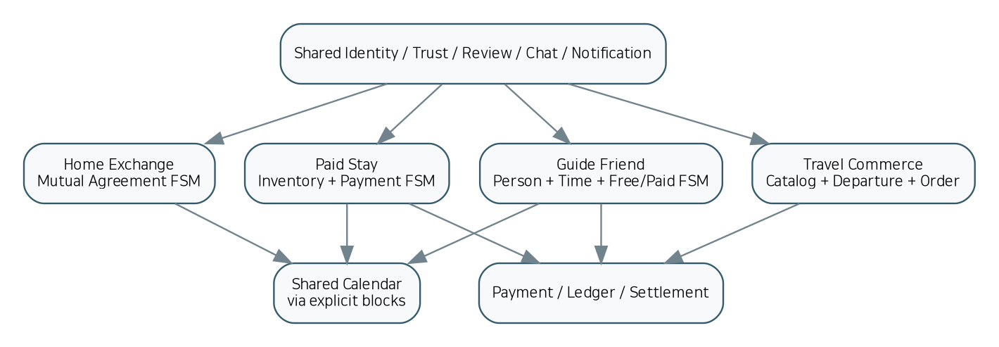 Shared Identity / Trust / Review / Chat / Notification
Home Exchange
Mutual Agreement FSM
Paid Stay
Inventory + Payment FSM
Guide Friend
Person + Time + Free/Paid FSM
Travel Commerce
Catalog + Departure + Order
Shared Calendar
via explicit blocks
Payment / Ledger / Settlement